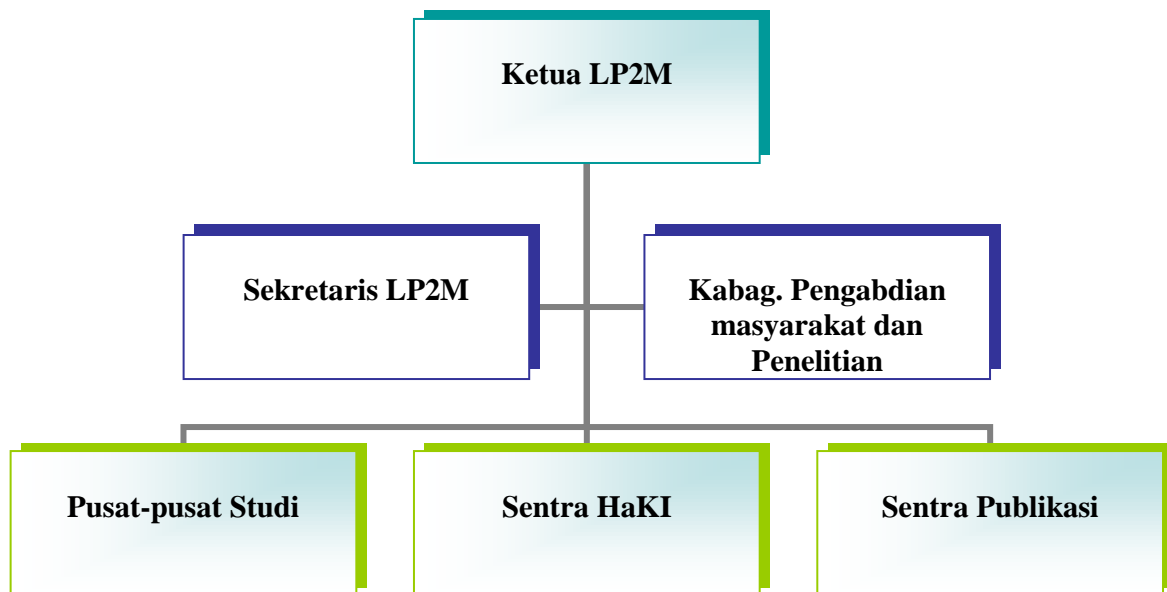 Ketua LP2M
Sekretaris LP2M
Kabag. Pengabdian
masyarakat dan
Penelitian
Pusat-pusat Studi
Sentra HaKI
Sentra Publikasi